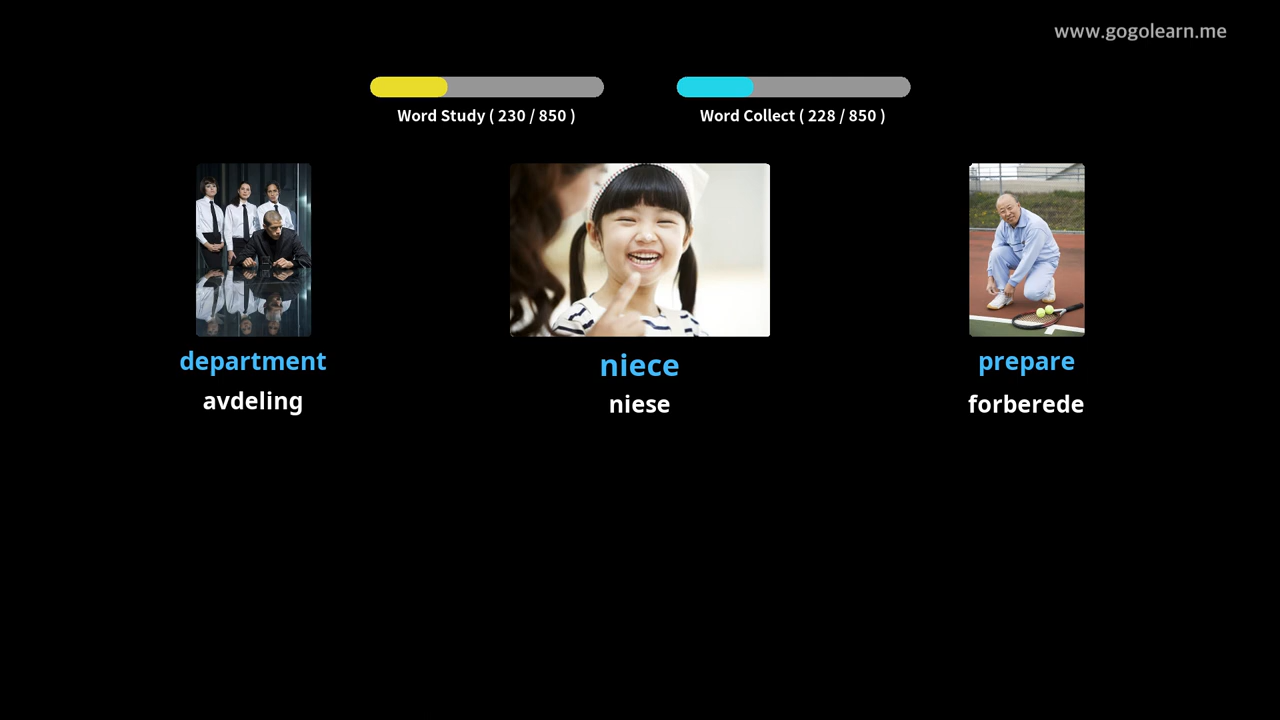 www.gogolearn.me
Word Study ( 230 / 850 )
Word Collect ( 228 / 850 )
department
avdeling
niece
niese
prepare
forberede